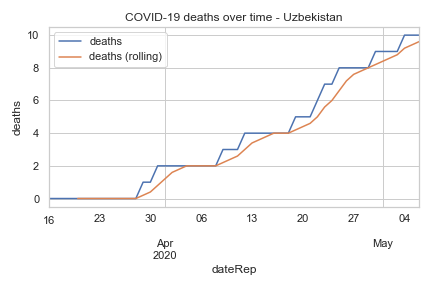 COVID-19 deaths over time - Uzbekistan
deaths
deaths (rolling)
10
8
6
4
2
0
deaths
16 23 30 06 13 20 27 04
Apr May
2020
dateRep